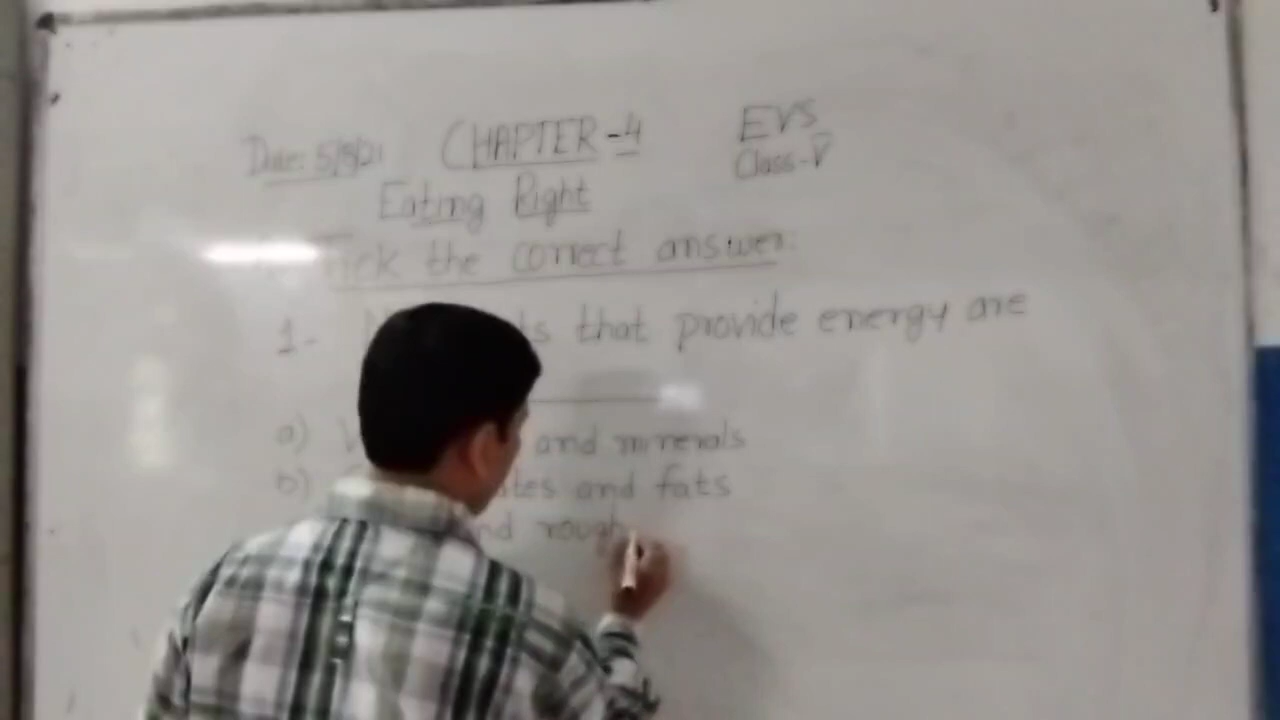 Date: 5/5/21 CHAPTER-4 EVS
Class-V
Eating Right
Tick the correct answer:
1- that provide energy are
a) and minerals
b) and fats